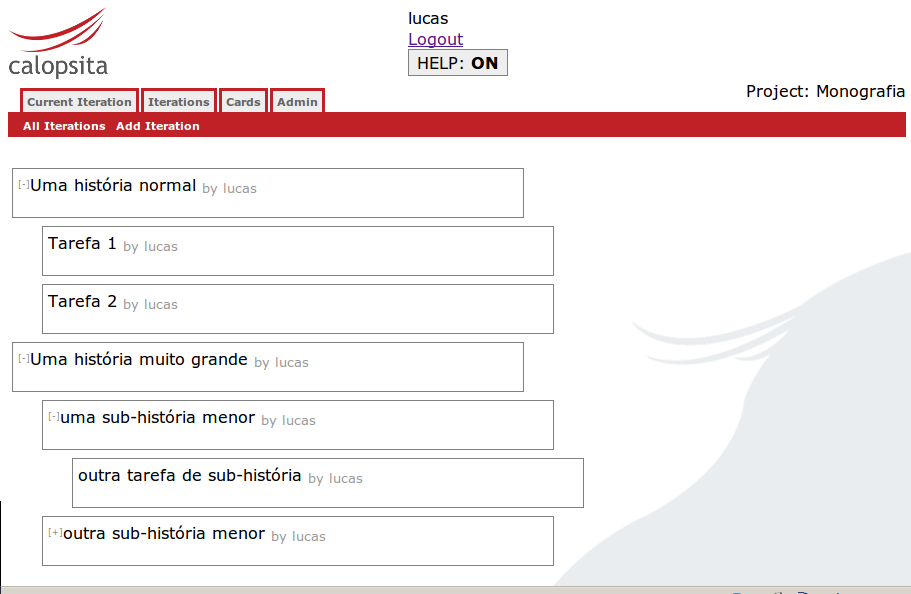 calopsita
lucas
Logout
HELP: ON
Project: Monografia
Current Iteration Iterations Cards Admin
All Iterations Add Iteration
[-]Uma história normal by lucas
Tarefa 1 by lucas
Tarefa 2 by lucas
[-]Uma história muito grande by lucas
[-]uma sub-história menor by lucas
outra tarefa de sub-história by lucas
[+]outra sub-história menor by lucas